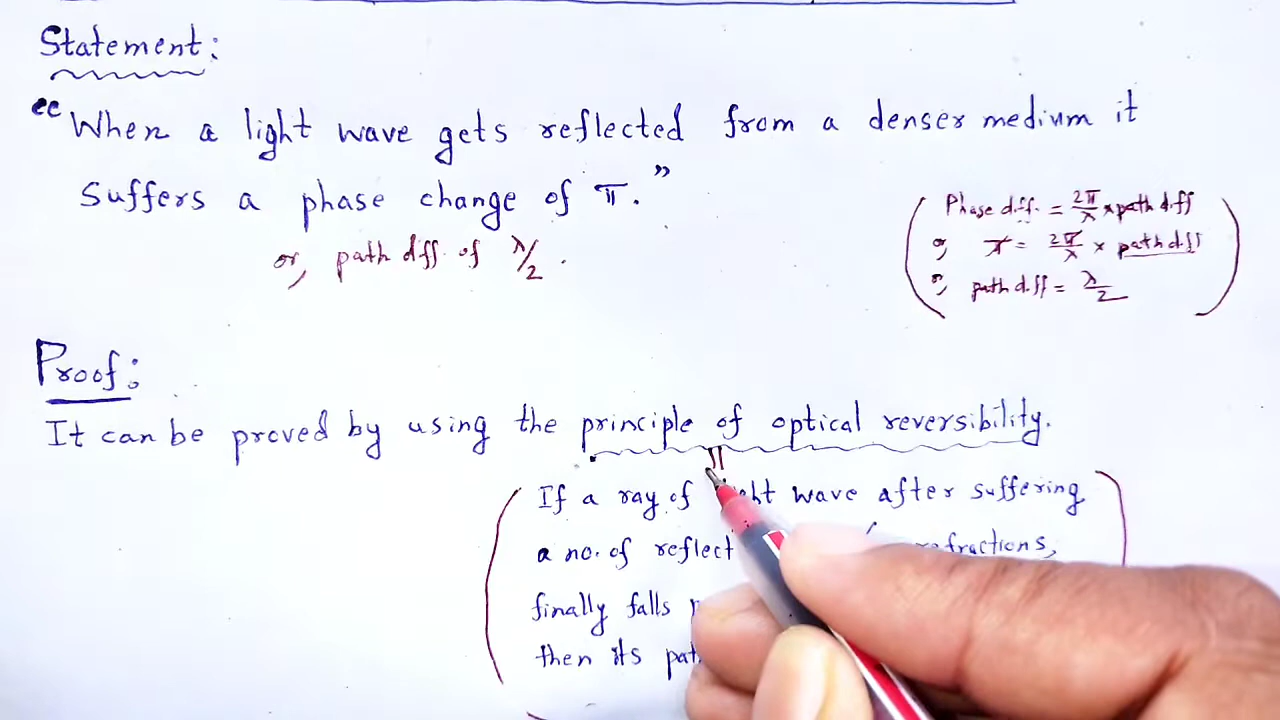 Statement:
"When a light wave gets reflected from a denser medium it
suffers a phase change of π."
or, path diff. of λ/2.
(Phase diff. = 2π/λ × path diff
or, π = 2π/λ × path diff
or, path diff = λ/2)
Proof:
It can be proved by using the principle of optical reversibility.
(If a ray of light wave after suffering
a no. of reflect refractions,
finally falls
then its